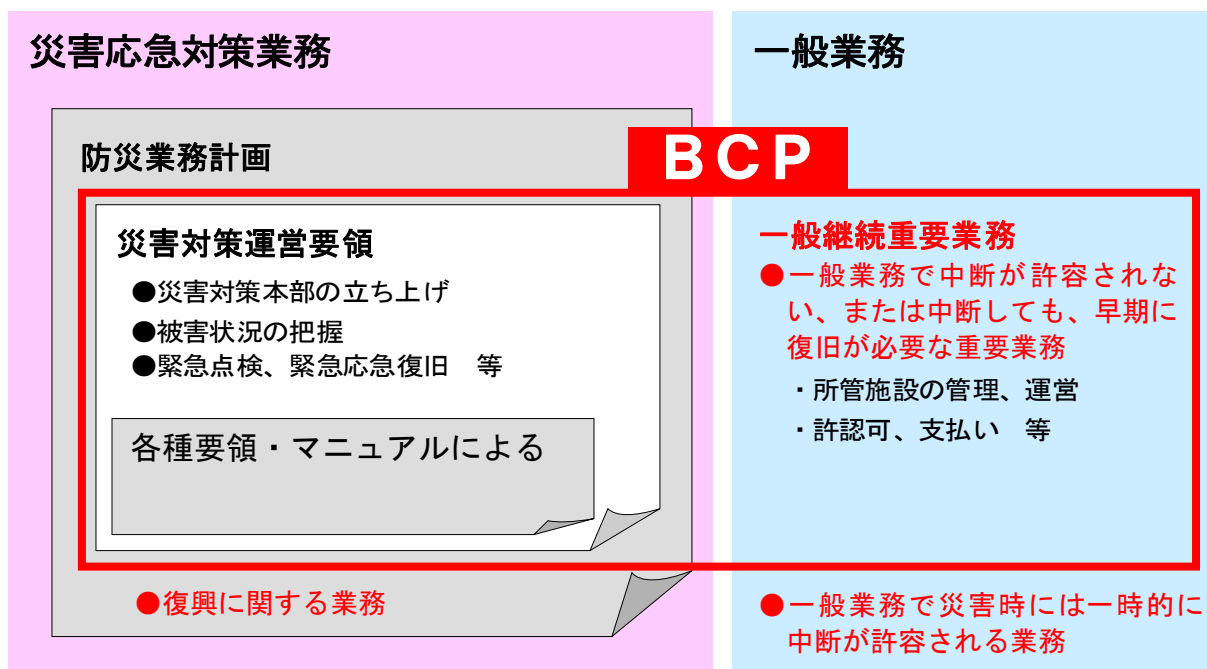 災害応急対策業務
防災業務計画
災害対策運営要領
●災害対策本部の立ち上げ
●被害状況の把握
●緊急点検、緊急応急復旧　等
各種要領・マニュアルによる
●復興に関する業務
BCP
一般業務
一般継続重要業務
●一般業務で中断が許容されな
い、または中断しても、早期に
復旧が必要な重要業務
・所管施設の管理、運営
・許認可、支払い　等
●一般業務で災害時には一時的に
中断が許容される業務